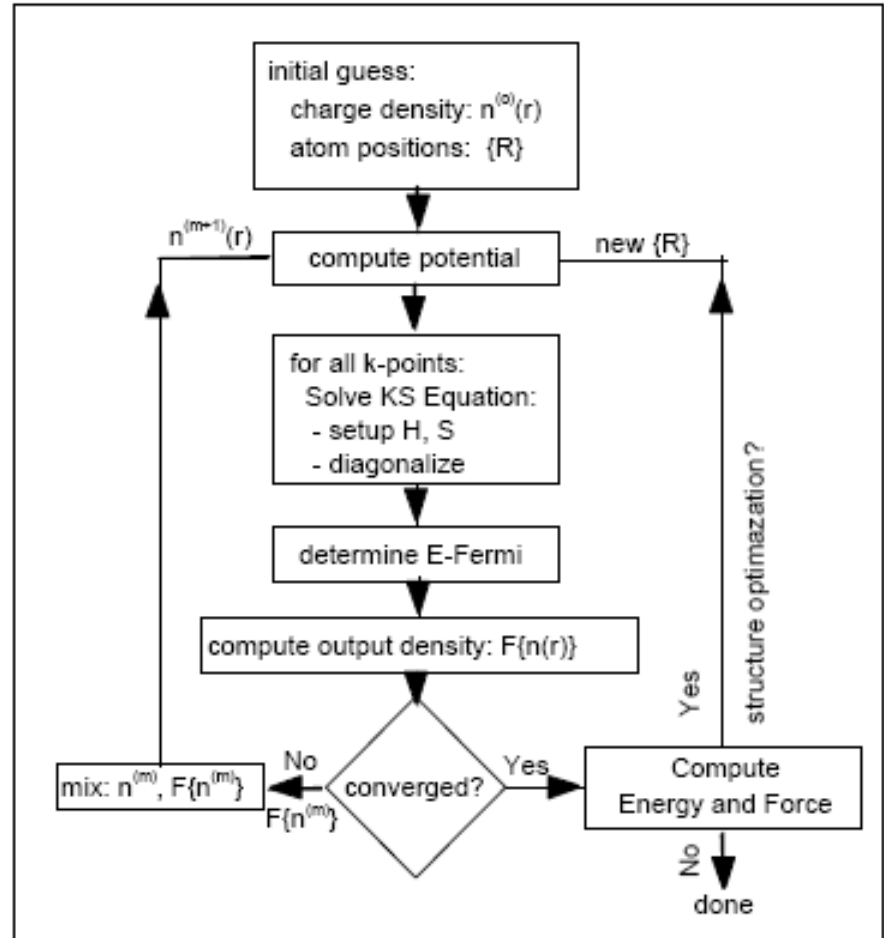 initial guess:
charge density: n^(o)(r)
atom positions: {R}
n^(m+1)(r)
compute potential
new {R}
for all k-points:
Solve KS Equation:
- setup H, S
- diagonalize
determine E-Fermi
compute output density: F{n(r)}
structure optimazation?
Yes
No
converged?
Yes
mix: n^(m), F{n^(m)}
F{n^(m)}
Compute
Energy and Force
No
done